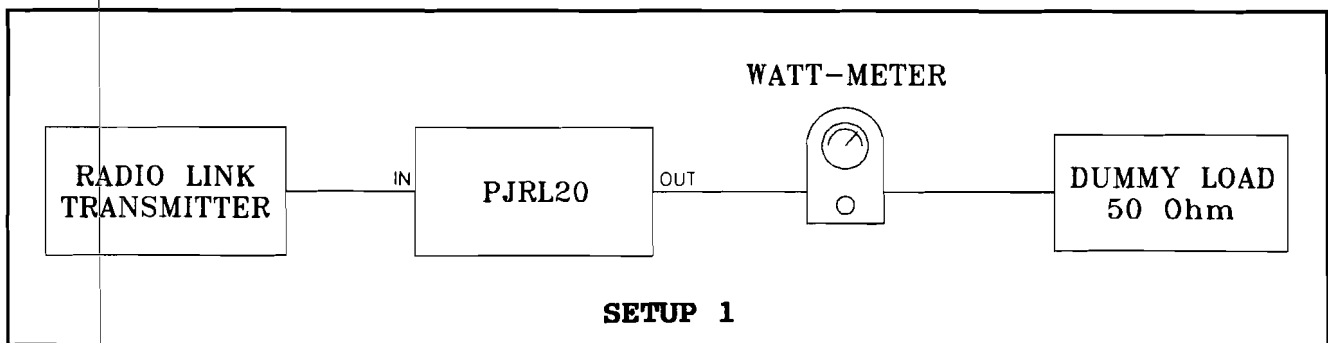 WATT-METER
RADIO LINK
TRANSMITTER
IN
PJRL20
OUT
DUMMY LOAD
50 Ohm
SETUP 1